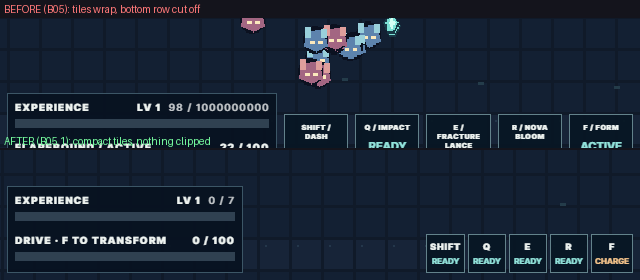 BEFORE (B05): tiles wrap, bottom row cut off
EXPERIENCE LV 1 98 / 1000000000
SHIFT / DASH
Q / IMPACT
READY
E / FRACTURE LANCE
R / NOVA BLOOM
F / FORM
ACTIVE
AFTER (B05.1): compact tiles, nothing clipped
EXPERIENCE LV 1 0 / 7
DRIVE · F TO TRANSFORM 0 / 100
SHIFT
READY
Q
READY
E
READY
R
READY
F
CHARGE